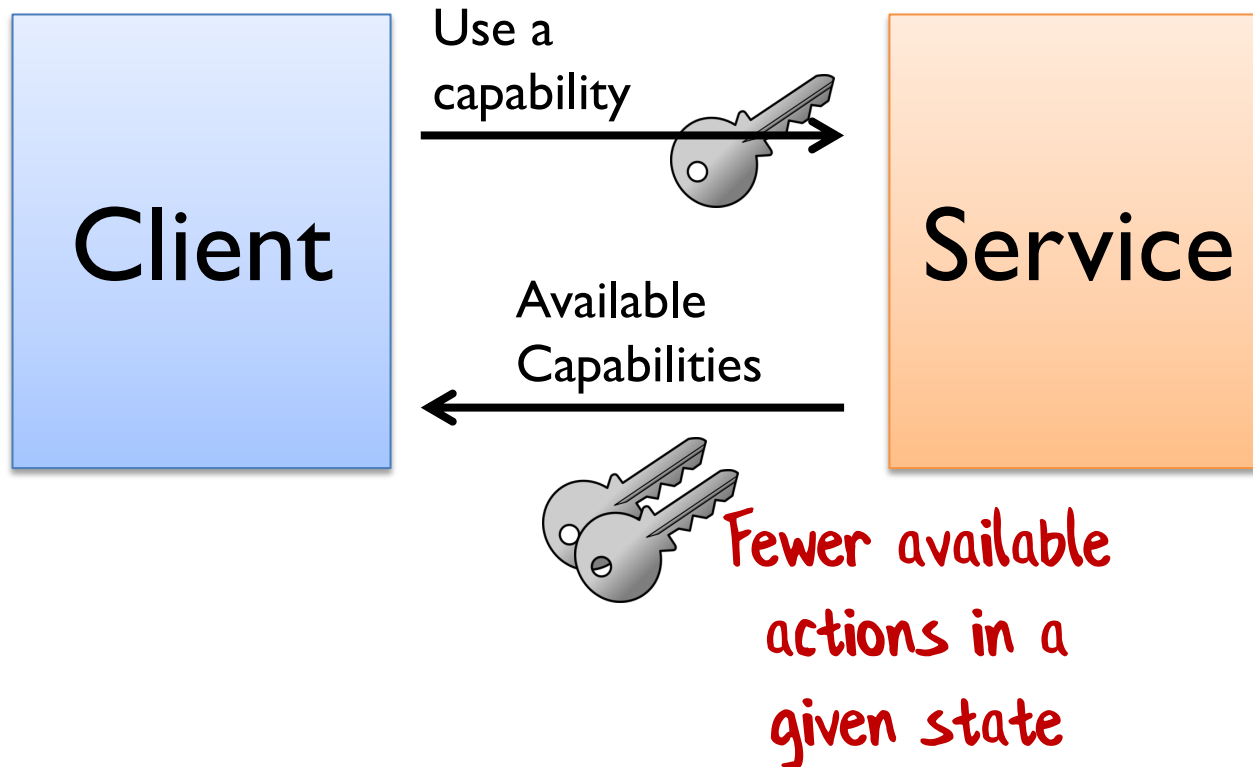 Use a
capability
Client
Service
Available
Capabilities
Fewer available
actions in a
given state